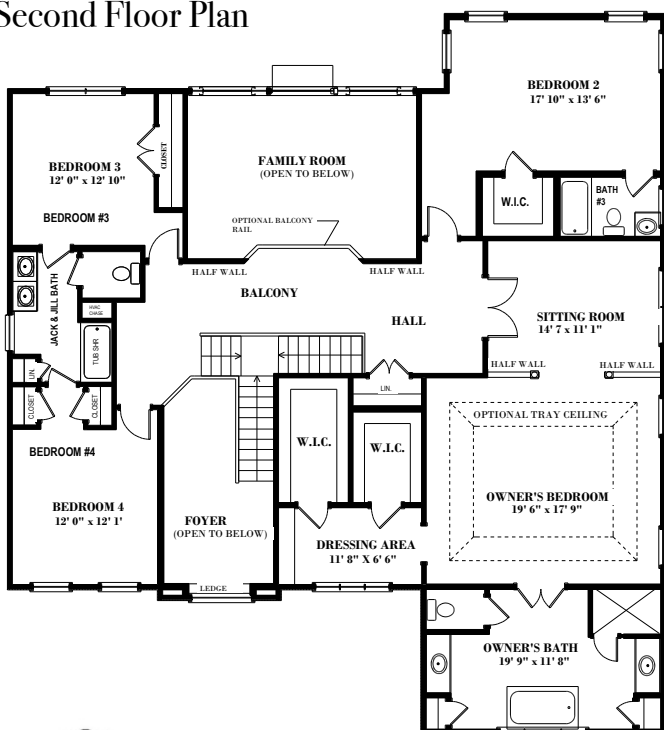 Second Floor Plan
BEDROOM 2
17' 10" x 13' 6"
BEDROOM 3
12' 0" x 12' 10"
CLOSET
FAMILY ROOM
(OPEN TO BELOW)
W.I.C.
BATH
#3
BEDROOM #3
OPTIONAL BALCONY
RAIL
HALF WALL
HALF WALL
BALCONY
HALL
JACK & JILL BATH
HVAC
CHASE
TUB SHR
SITTING ROOM
14' 7 x 11' 1"
HALF WALL
HALF WALL
LIN.
LIN.
CLOSET
CLOSET
OPTIONAL TRAY CEILING
W.I.C.
W.I.C.
BEDROOM #4
BEDROOM 4
12' 0" x 12' 1'
OWNER'S BEDROOM
19' 6" x 17' 9"
FOYER
(OPEN TO BELOW)
DRESSING AREA
11' 8" X 6' 6"
LEDGE
OWNER'S BATH
19' 9" x 11' 8"